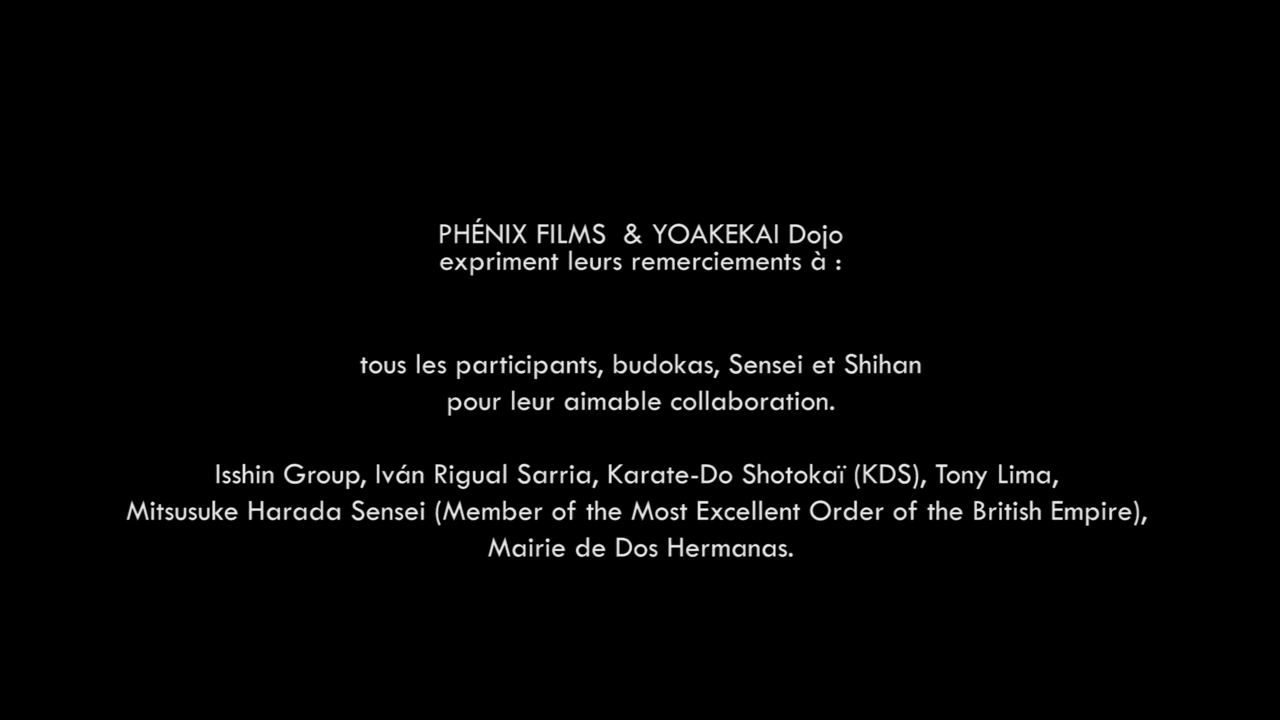 PHÉNIX FILMS & YOAKEKAI Dojo
expriment leurs remerciements à :
tous les participants, budokas, Sensei et Shihan
pour leur aimable collaboration.
Isshin Group, Iván Rigual Sarria, Karate-Do Shotokaï (KDS), Tony Lima,
Mitsusuke Harada Sensei (Member of the Most Excellent Order of the British Empire),
Mairie de Dos Hermanas.